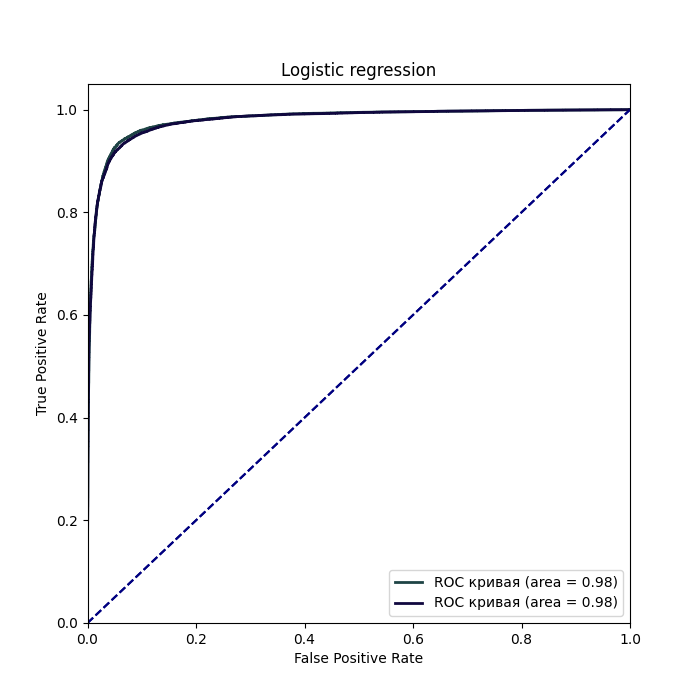 Logistic regression
True Positive Rate
1.0
0.8
0.6
0.4
0.2
0.0
0.0 0.2 0.4 0.6 0.8 1.0
False Positive Rate
ROC кривая (area = 0.98)
ROC кривая (area = 0.98)